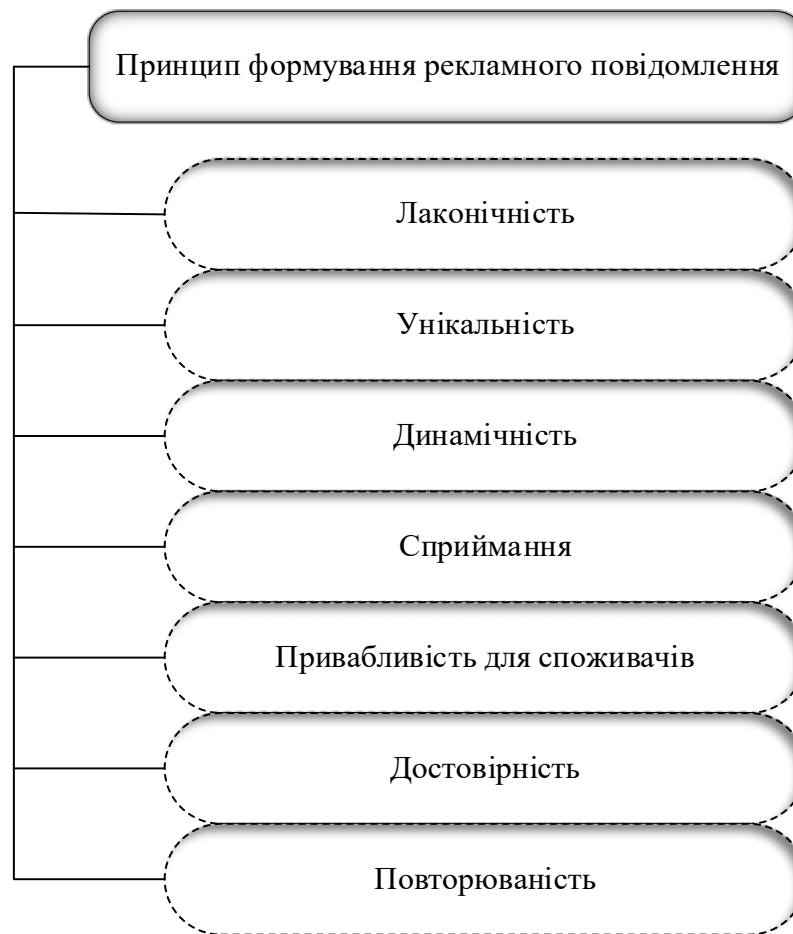 Принцип формування рекламного повідомлення
Лаконічність
Унікальність
Динамічність
Сприймання
Привабливість для споживачів
Достовірність
Повторюваність